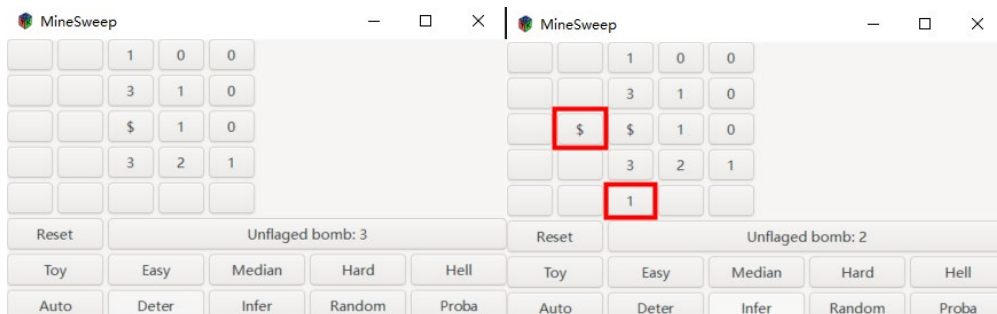 MineSweep
1 0 0
3 1 0
$ 1 0
3 2 1
Reset Unflaged bomb: 3
Toy Easy Median Hard Hell
Auto Deter Infer Random Proba
MineSweep
1 0 0
3 1 0
$ $ 1 0
3 2 1
1
Reset Unflaged bomb: 2
Toy Easy Median Hard Hell
Auto Deter Infer Random Proba